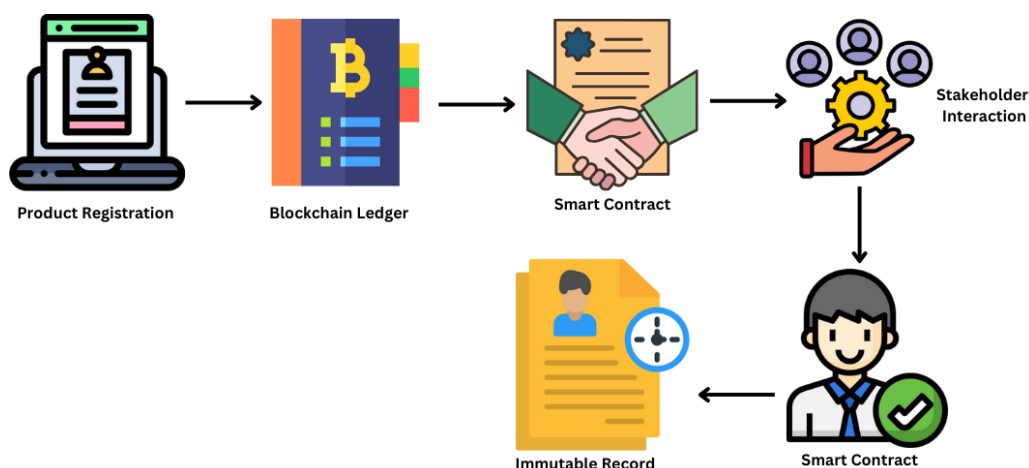 Product Registration
Blockchain Ledger
Smart Contract
Stakeholder
Interaction
Smart Contract
Immutable Record